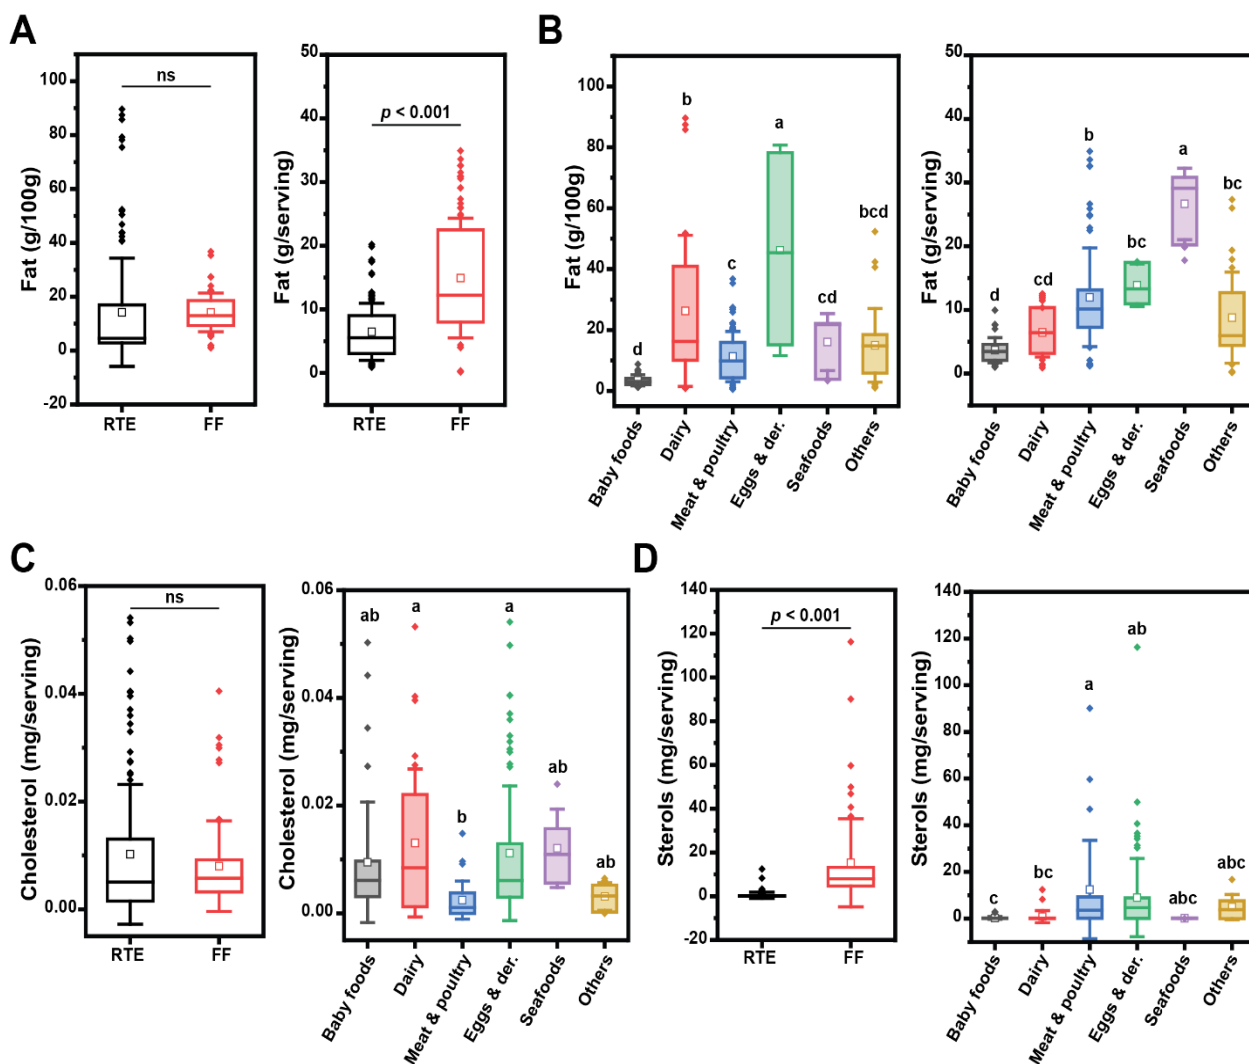 A
B
Fat (g/100g)
100
80
60
40
20
0
-20
ns
RTE
FF
Fat (g/serving)
50
40
30
20
10
0
p < 0.001
RTE
FF
Fat (g/100g)
100
80
60
40
20
0
d
b
c
a
cd
bcd
Baby foods
Dairy
Meat & poultry
Eggs & der.
Seafoods
Others
Fat (g/serving)
50
40
30
20
10
0
d
cd
b
bc
a
bc
Baby foods
Dairy
Meat & poultry
Eggs & der.
Seafoods
Others
C
D
Cholesterol (mg/serving)
0.06
0.04
0.02
0.00
ns
RTE
FF
Cholesterol (mg/serving)
0.06
0.04
0.02
0.00
ab
a
b
a
ab
ab
Baby foods
Dairy
Meat & poultry
Eggs & der.
Seafoods
Others
Sterols (mg/serving)
140
120
100
80
60
40
20
0
-20
p < 0.001
RTE
FF
Sterols (mg/serving)
140
120
100
80
60
40
20
0
c
bc
a
ab
abc
abc
Baby foods
Dairy
Meat & poultry
Eggs & der.
Seafoods
Others